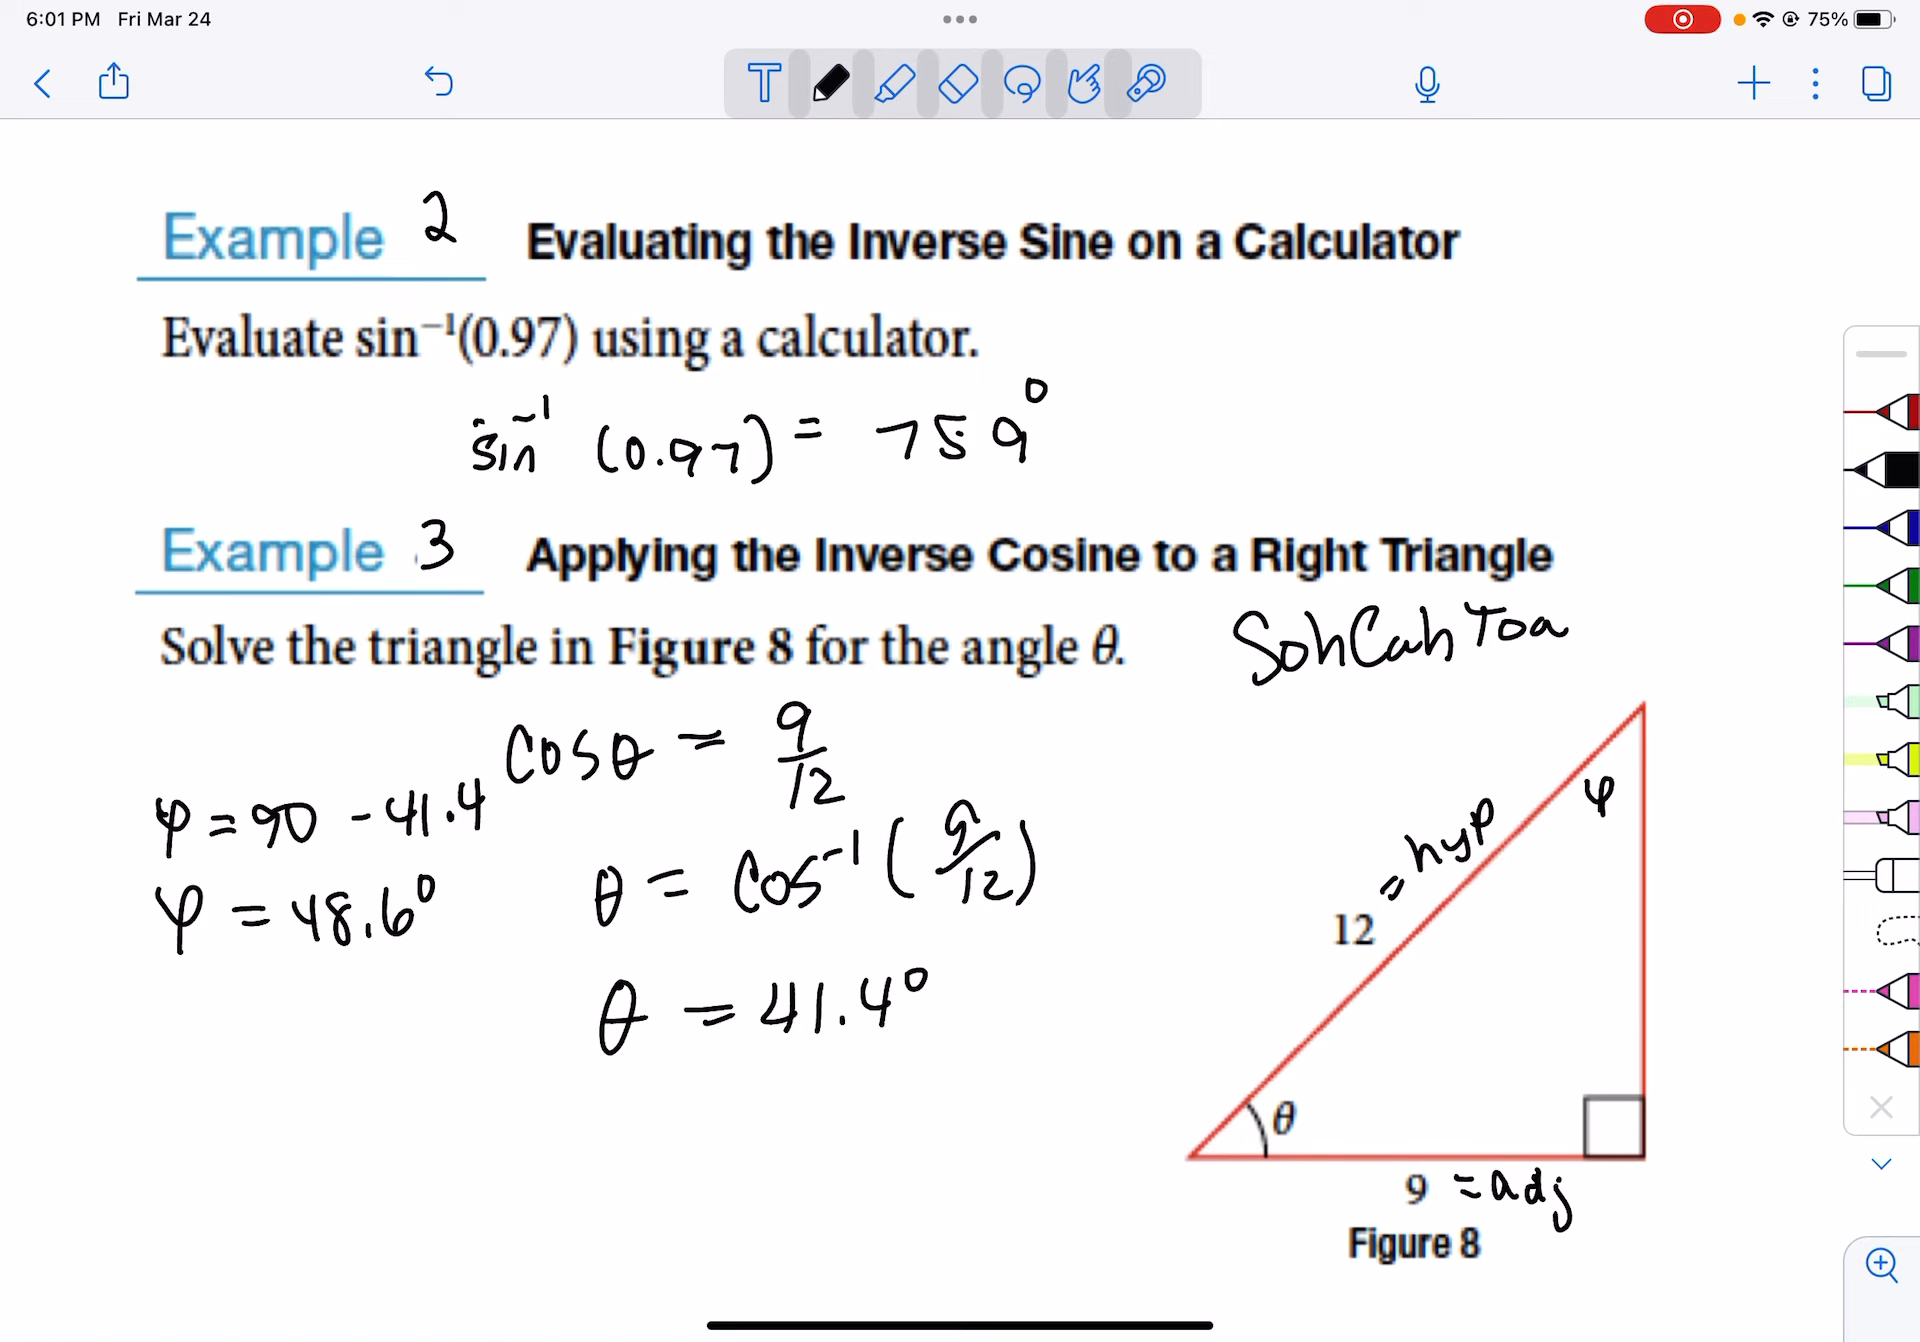 6:01 PM Fri Mar 24
75%
Example 2 Evaluating the Inverse Sine on a Calculator
Evaluate sin⁻¹(0.97) using a calculator.
sin⁻¹ (0.97) = 75.9°
Example 3 Applying the Inverse Cosine to a Right Triangle
Solve the triangle in Figure 8 for the angle θ.
SohCahToa
cosθ = 9/12
φ = 90 - 41.4
θ = cos⁻¹ (9/12)
φ = 48.6°
θ = 41.4°
φ
12 = hyp
θ
9 = adj
Figure 8